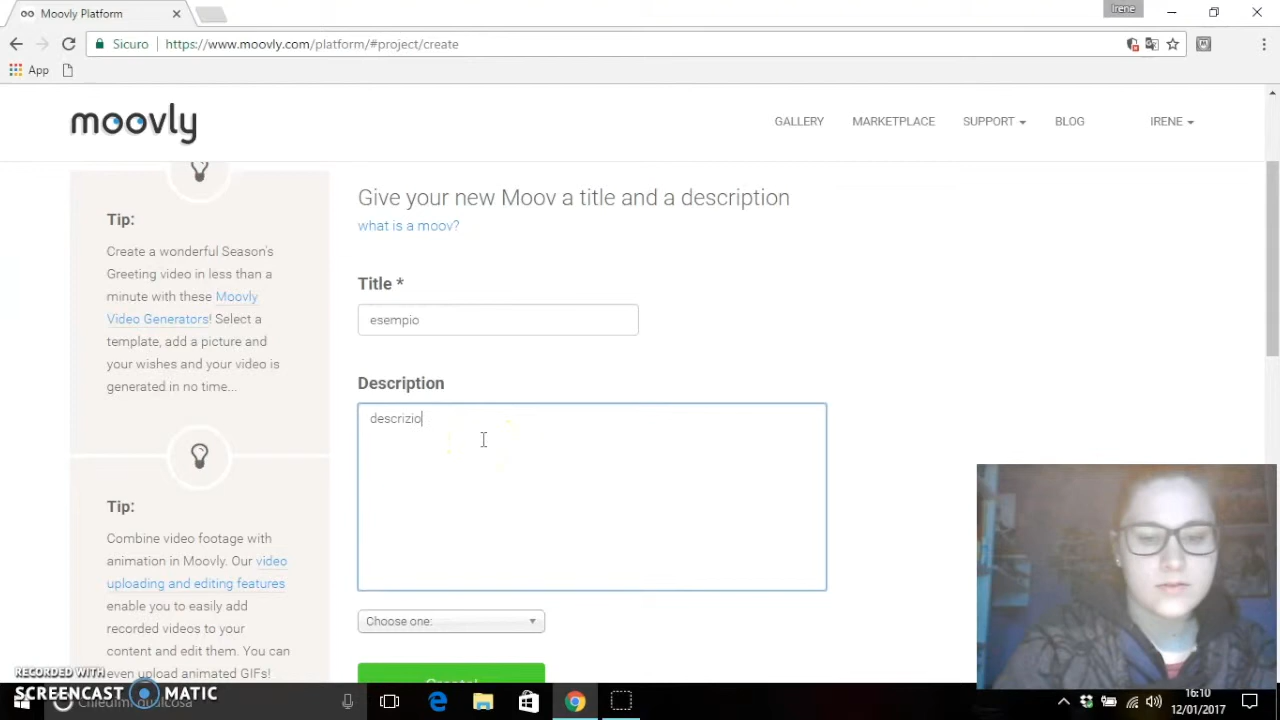 Moovly Platform
Irene
Sicuro
https://www.moovly.com/platform/#project/create
App
moovly
GALLERY
MARKETPLACE
SUPPORT
BLOG
IRENE
Tip:
Create a wonderful Season's
Greeting video in less than a
minute with these Moovly
Video Generators! Select a
template, add a picture and
your wishes and your video is
generated in no time...
Tip:
Combine video footage with
animation in Moovly. Our video
uploading and editing features
enable you to easily add
recorded videos to your
content and edit them. You can
even upload animated GIFs!
Give your new Moov a title and a description
what is a moov?
Title *
esempio
Description
descrizio
Choose one:
Create!
RECORDED WITH
SCREENCAST MATIC
Chiedimi qualcosa
16:10
12/01/2017